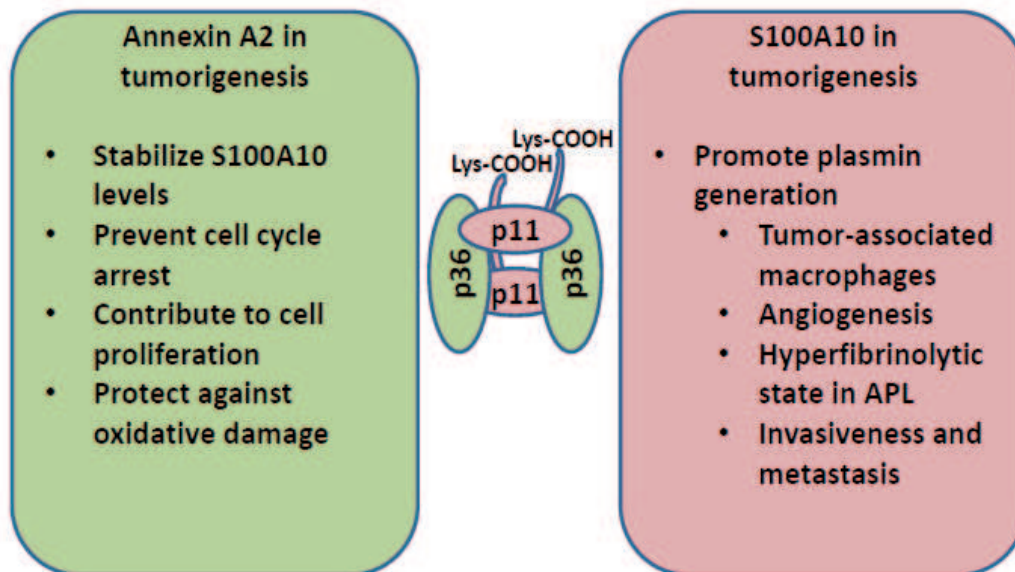 Annexin A2 in
tumorigenesis
• Stabilize S100A10
levels
• Prevent cell cycle
arrest
• Contribute to cell
proliferation
• Protect against
oxidative damage
Lys-COOH
Lys-COOH
p11
p36
p36
p11
S100A10 in
tumorigenesis
• Promote plasmin
generation
• Tumor-associated
macrophages
• Angiogenesis
• Hyperfibrinolytic
state in APL
• Invasiveness and
metastasis